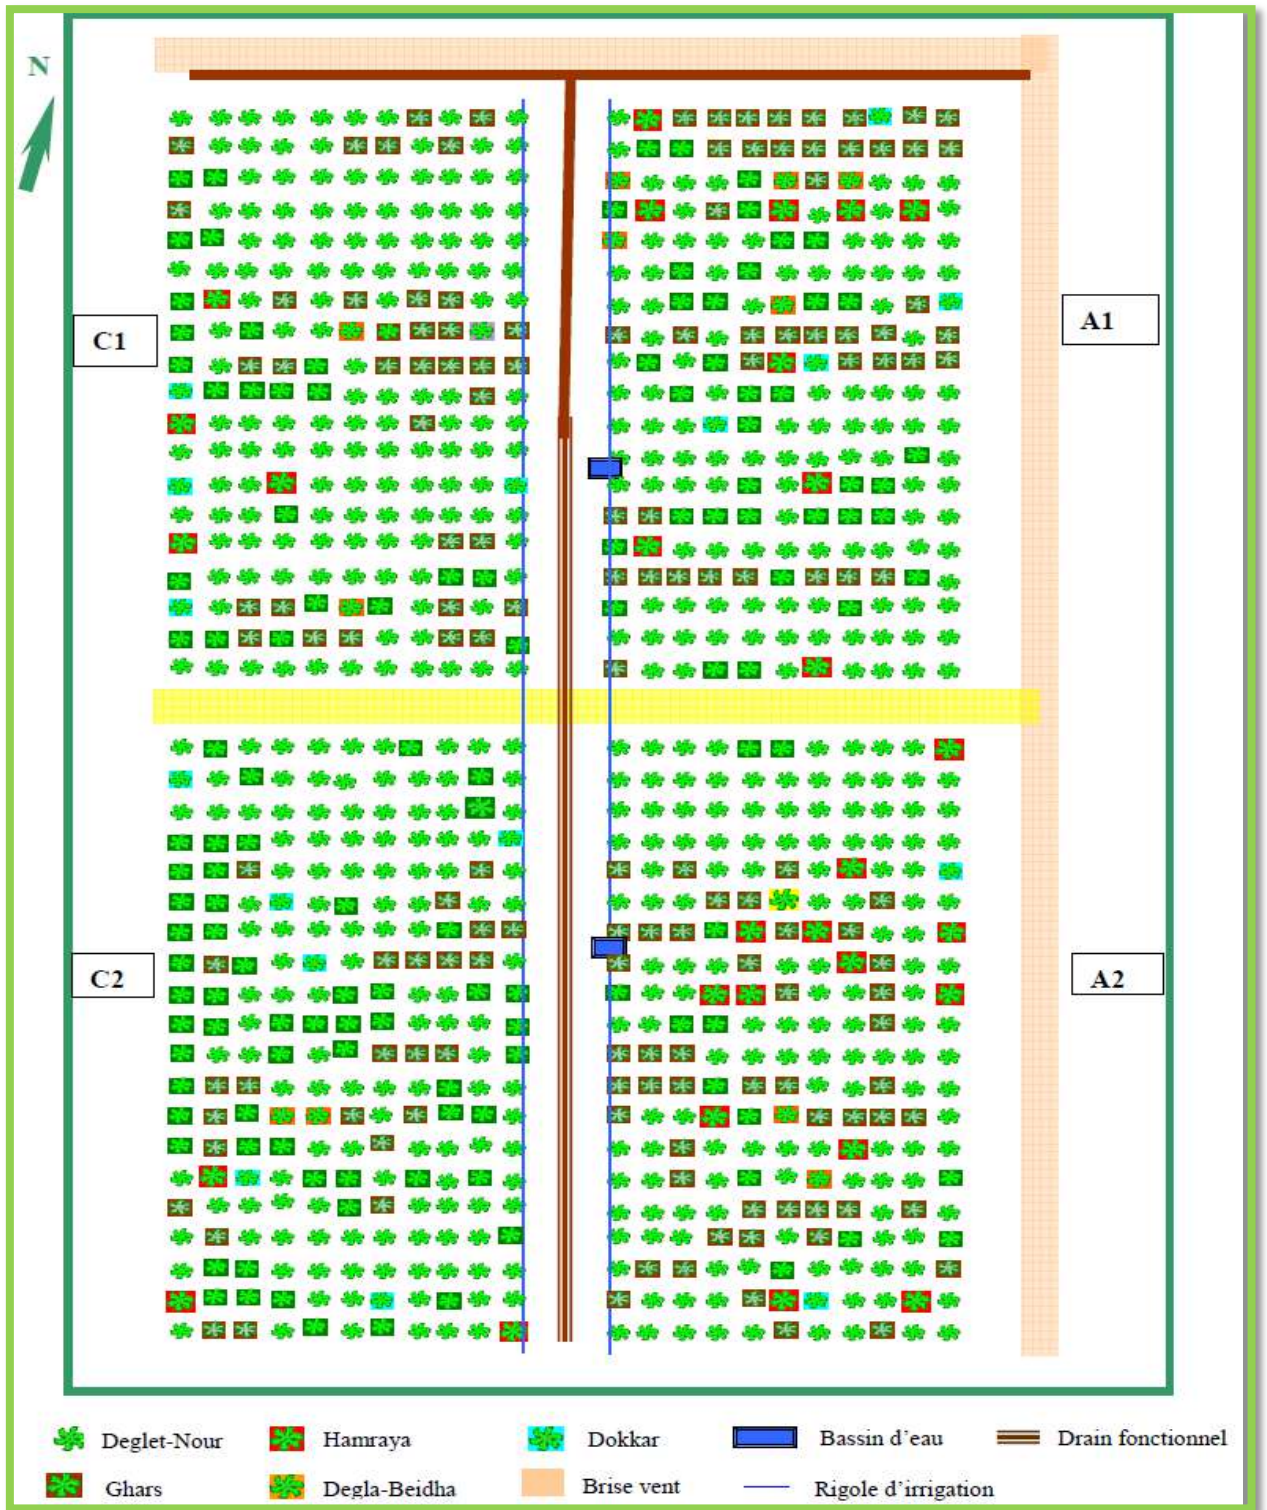 N
C1
A1
C2
A2
Deglet-Nour
Hamraya
Dokkar
Bassin d'eau
Drain fonctionnel
Ghars
Degla-Beidha
Brise vent
Rigole d'irrigation